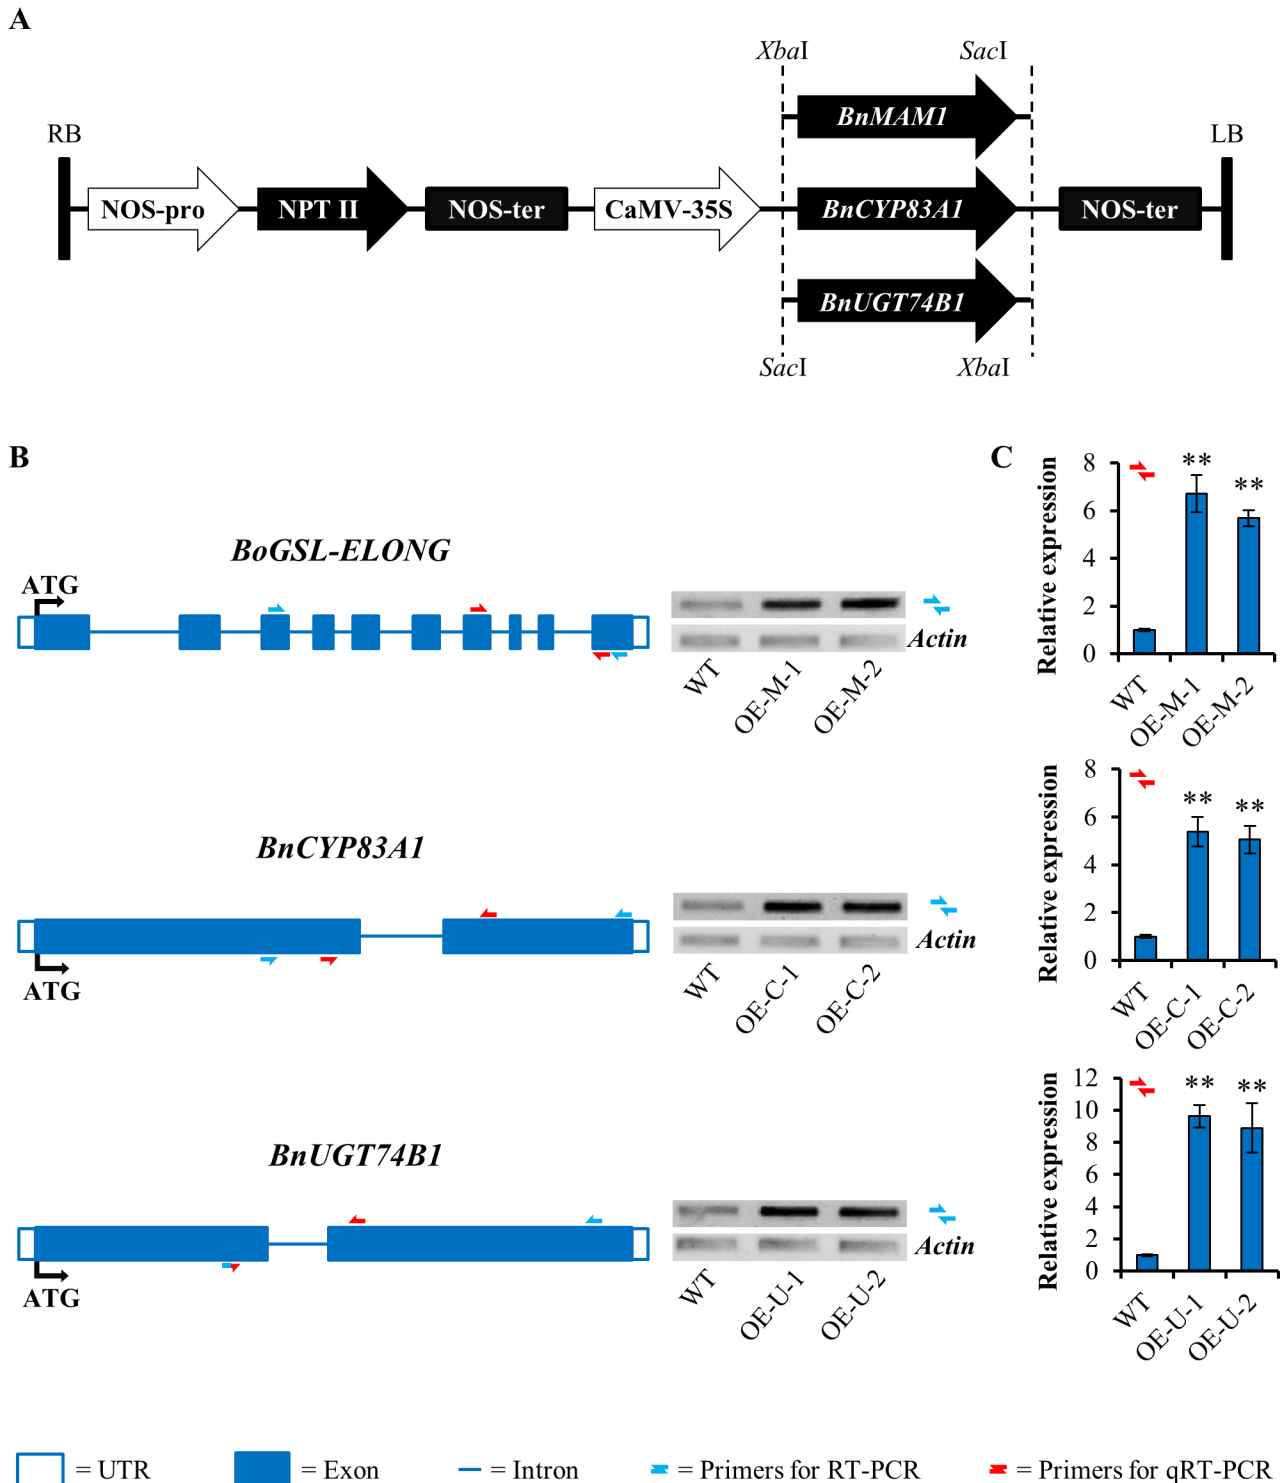 A
XbaI SacI
BnMAM1
RB LB
NOS-pro NPT II NOS-ter CaMV-35S BnCYP83A1 NOS-ter
BnUGT74B1
SacI XbaI
B
BoGSL-ELONG
ATG
Actin
WT OE-M-1 OE-M-2
BnCYP83A1
ATG
Actin
WT OE-C-1 OE-C-2
BnUGT74B1
ATG
Actin
WT OE-U-1 OE-U-2
C
Relative expression
8
6
4
2
0
** **
WT OE-M-1 OE-M-2
Relative expression
8
6
4
2
0
** **
WT OE-C-1 OE-C-2
Relative expression
12
10
8
6
4
2
0
** **
WT OE-U-1 OE-U-2
= UTR = Exon = Intron = Primers for RT-PCR = Primers for qRT-PCR